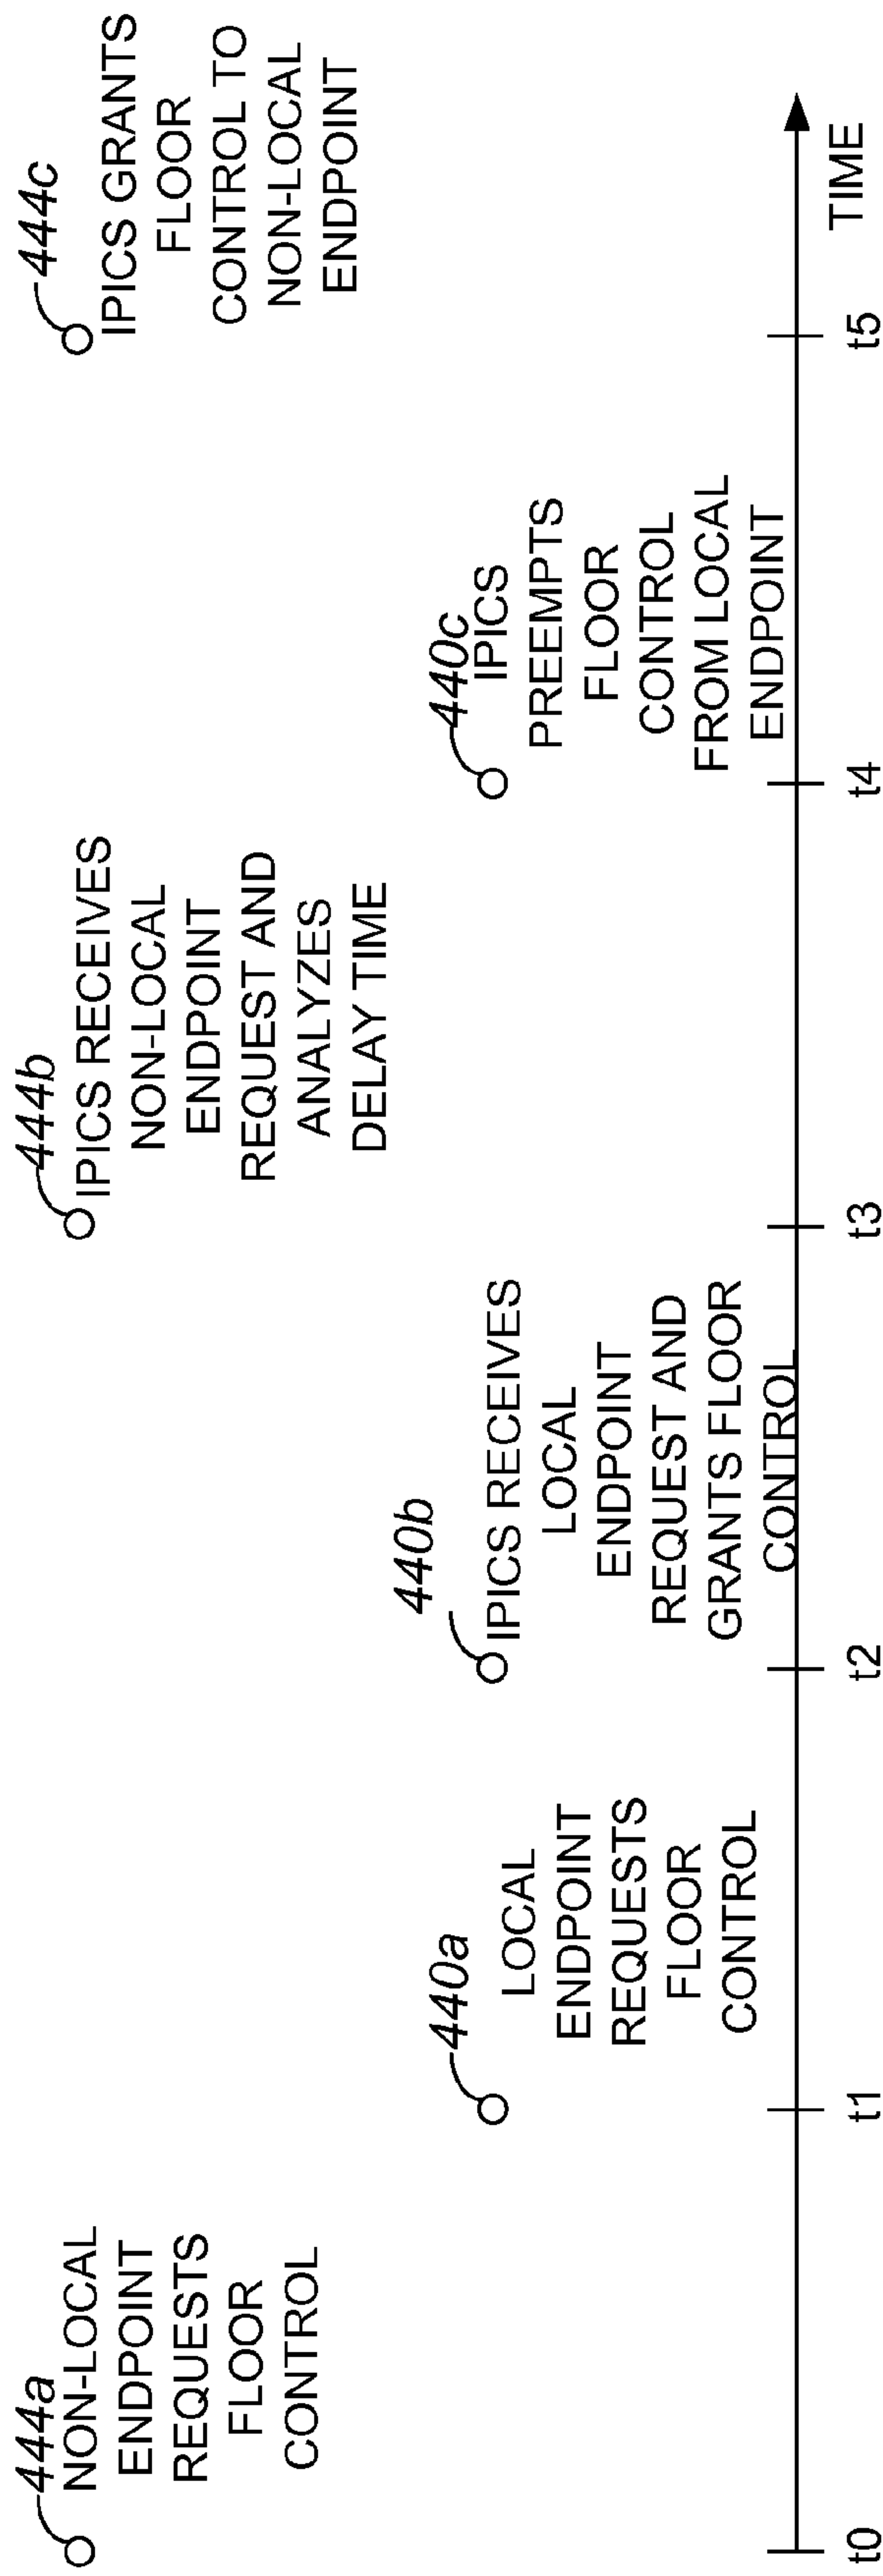 444a
NON-LOCAL
ENDPOINT
REQUESTS
FLOOR
CONTROL
444b
IPICS RECEIVES
NON-LOCAL
ENDPOINT
REQUEST AND
ANALYZES
DELAY TIME
444c
IPICS GRANTS
FLOOR
CONTROL TO
NON-LOCAL
ENDPOINT
440a
LOCAL
ENDPOINT
REQUESTS
FLOOR
CONTROL
440b
IPICS RECEIVES
LOCAL
ENDPOINT
REQUEST AND
GRANTS FLOOR
CONTROL
440c
IPICS
PREEMPTS
FLOOR
CONTROL
FROM LOCAL
ENDPOINT
t0
t1
t2
t3
t4
t5
TIME